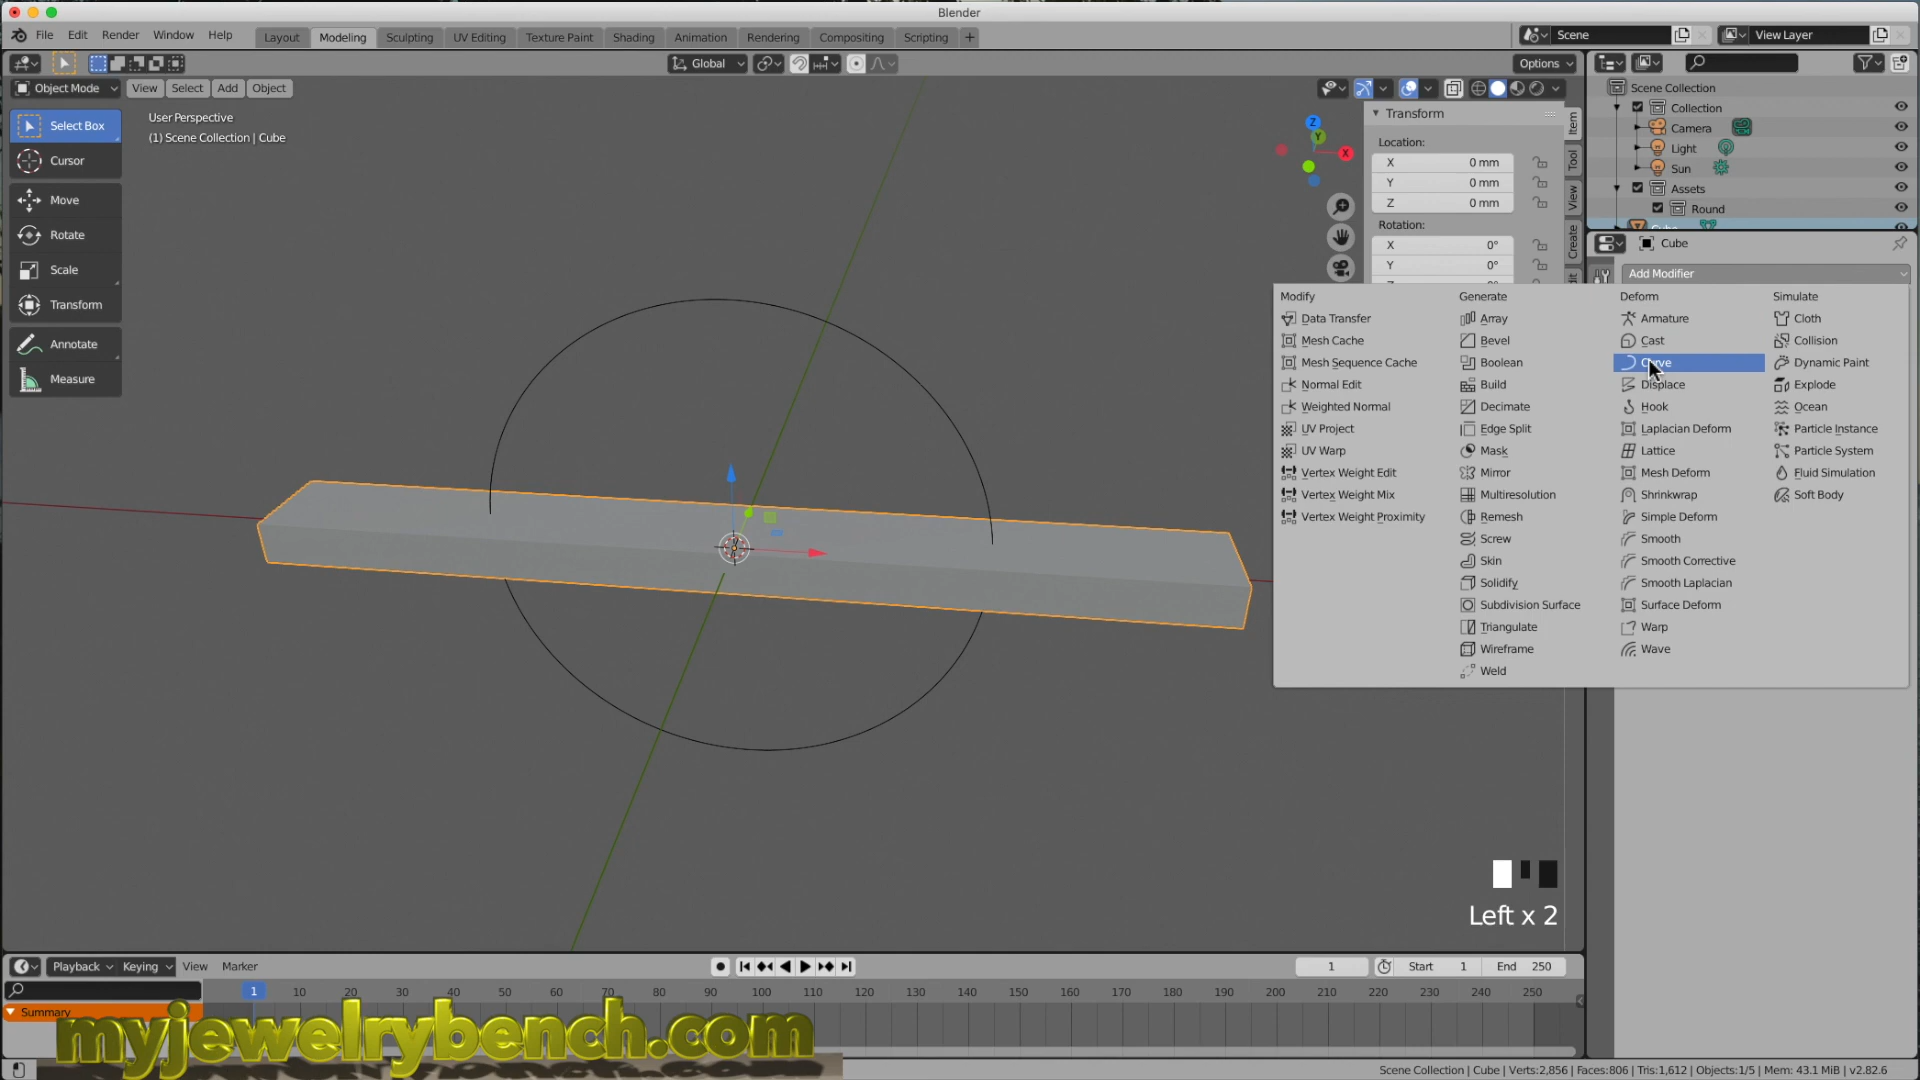 Blender
File Edit Render Window Help
Layout Modeling Sculpting UV Editing Texture Paint Shading Animation Rendering Compositing Scripting +
Scene
View Layer
Global
Options
Object Mode
View Select Add Object
Select Box
Cursor
Move
Rotate
Scale
Transform
Annotate
Measure
User Perspective
(1) Scene Collection | Cube
Z
Y
X
Transform
Location:
X 0 mm
Y 0 mm
Z 0 mm
Rotation:
X 0°
Y 0°
Item
Tool
View
Create
Scene Collection
Collection
Camera
Light
Sun
Assets
Round
Cube
Add Modifier
Modify
Data Transfer
Mesh Cache
Mesh Sequence Cache
Normal Edit
Weighted Normal
UV Project
UV Warp
Vertex Weight Edit
Vertex Weight Mix
Vertex Weight Proximity
Generate
Array
Bevel
Boolean
Build
Decimate
Edge Split
Mask
Mirror
Multiresolution
Remesh
Screw
Skin
Solidify
Subdivision Surface
Triangulate
Wireframe
Weld
Deform
Armature
Cast
Curve
Displace
Hook
Laplacian Deform
Lattice
Mesh Deform
Shrinkwrap
Simple Deform
Smooth
Smooth Corrective
Smooth Laplacian
Surface Deform
Warp
Wave
Simulate
Cloth
Collision
Dynamic Paint
Explode
Ocean
Particle Instance
Particle System
Fluid Simulation
Soft Body
Left x 2
Playback Keying View Marker
1
Start 1
End 250
1 10 20 30 40 50 60 70 80 90 100 110 120 130 140 150 160 170 180 190 200 210 220 230 240 250
Summary
myjewelrybench.com
Scene Collection | Cube | Verts:2,856 | Faces:806 | Tris:1,612 | Objects:1/5 | Mem: 43.1 MiB | v2.82.6